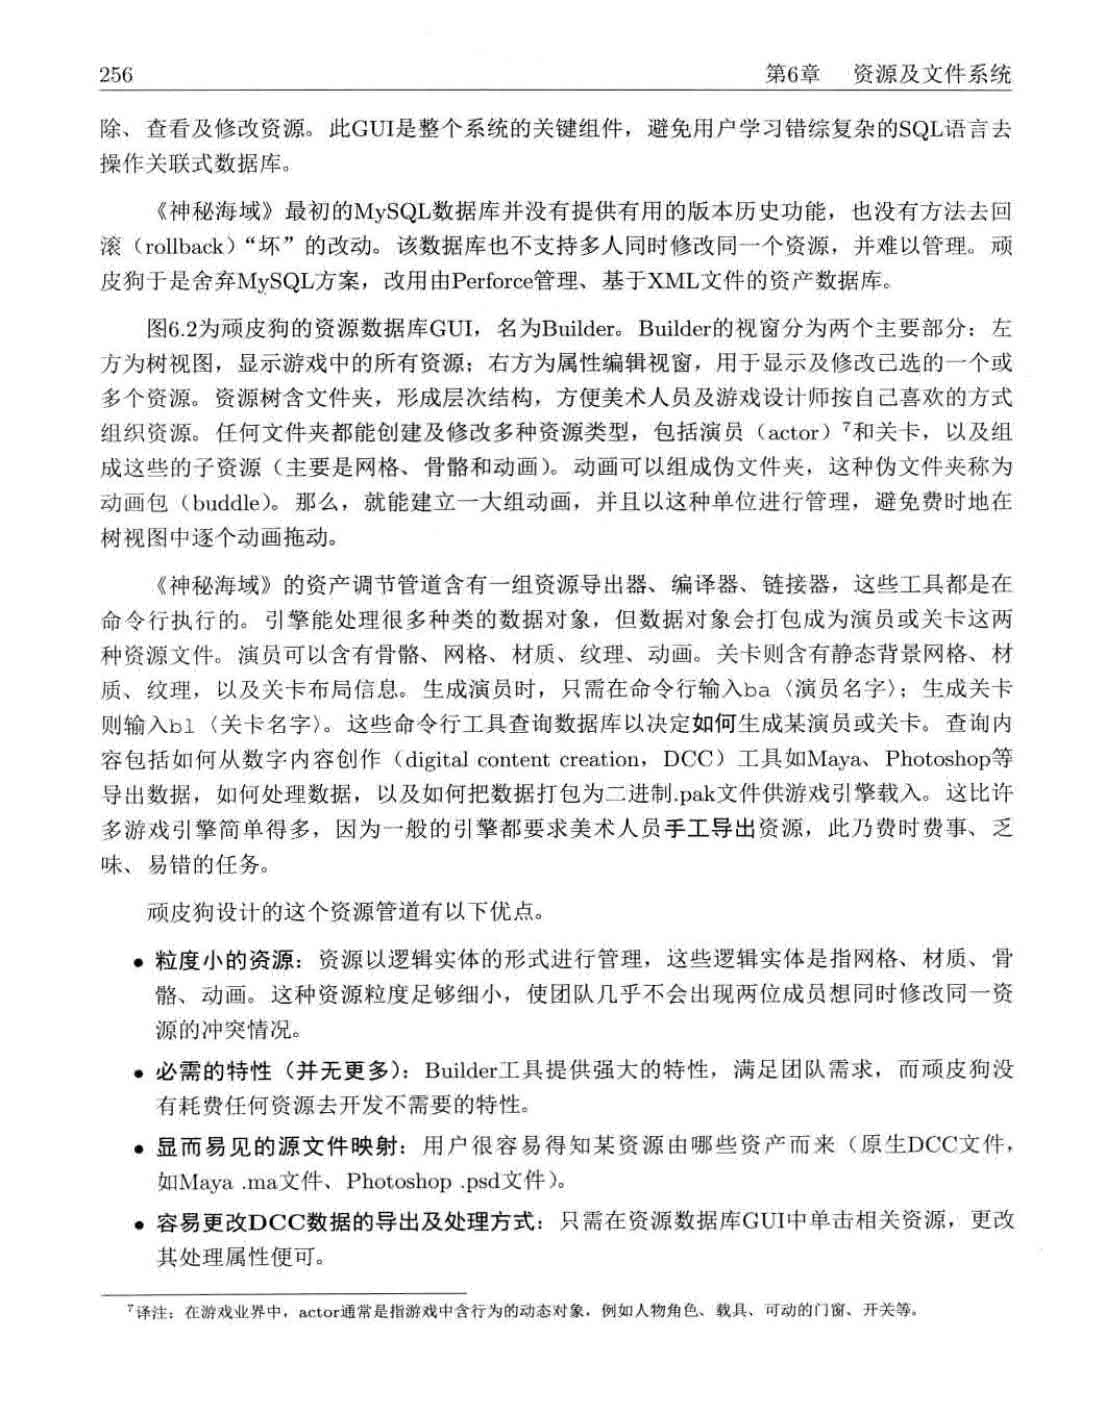 256 第6章 资源及文件系统
除、查看及修改资源。此GUI是整个系统的关键组件，避免用户学习错综复杂的SQL语言去
操作关联式数据库。
《神秘海域》最初的MySQL数据库并没有提供有用的版本历史功能，也没有方法去回
滚（rollback）“坏”的改动。该数据库也不支持多人同时修改同一个资源，并难以管理。顽
皮狗于是舍弃MySQL方案，改用由Perforce管理、基于XML文件的资产数据库。
图6.2为顽皮狗的资源数据库GUI，名为Builder。Builder的视窗分为两个主要部分：左
方为树视图，显示游戏中的所有资源；右方为属性编辑视窗，用于显示及修改已选的一个或
多个资源。资源树含文件夹，形成层次结构，方便美术人员及游戏设计师按自己喜欢的方式
组织资源。任何文件夹都能创建及修改多种资源类型，包括演员（actor）7和关卡，以及组
成这些的子资源（主要是网格、骨骼和动画）。动画可以组成伪文件夹，这种伪文件夹称为
动画包（buddle）。那么，就能建立一大组动画，并且以这种单位进行管理，避免费时地在
树视图中逐个动画拖动。
《神秘海域》的资产调节管道含有一组资源导出器、编译器、链接器，这些工具都是在
命令行执行的。引擎能处理很多种类的数据对象，但数据对象会打包成为演员或关卡这两
种资源文件。演员可以含有骨骼、网格、材质、纹理、动画。关卡则含有静态背景网格、材
质、纹理，以及关卡布局信息。生成演员时，只需在命令行输入ba〈演员名字〉；生成关卡
则输入bl〈关卡名字〉。这些命令行工具查询数据库以决定如何生成某演员或关卡。查询内
容包括如何从数字内容创作（digital content creation，DCC）工具如Maya、Photoshop等
导出数据，如何处理数据，以及如何把数据打包为二进制.pak文件供游戏引擎载入。这比许
多游戏引擎简单得多，因为一般的引擎都要求美术人员手工导出资源，此乃费时费事、乏
味、易错的任务。
顽皮狗设计的这个资源管道有以下优点。
● 粒度小的资源：资源以逻辑实体的形式进行管理，这些逻辑实体是指网格、材质、骨
骼、动画。这种资源粒度足够细小，使团队几乎不会出现两位成员想同时修改同一资
源的冲突情况。
● 必需的特性（并无更多）：Builder工具提供强大的特性，满足团队需求，而顽皮狗没
有耗费任何资源去开发不需要的特性。
● 显而易见的源文件映射：用户很容易得知某资源由哪些资产而来（原生DCC文件，
如Maya .ma文件、Photoshop .psd文件）。
● 容易更改DCC数据的导出及处理方式：只需在资源数据库GUI中单击相关资源，更改
其处理属性便可。
7译注：在游戏业界中，actor通常是指游戏中含行为的动态对象，例如人物角色、载具、可动的门窗、开关等。